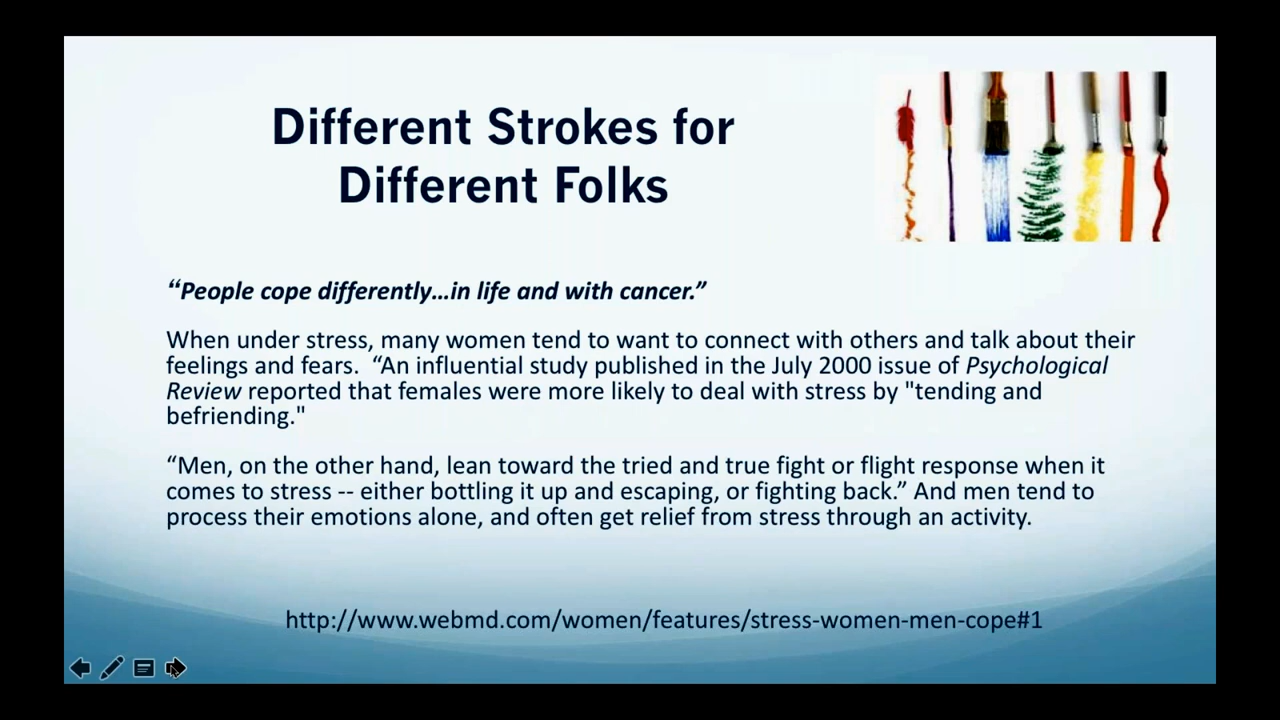 Different Strokes for
Different Folks
“People cope differently…in life and with cancer.”
When under stress, many women tend to want to connect with others and talk about their
feelings and fears.  “An influential study published in the July 2000 issue of Psychological
Review reported that females were more likely to deal with stress by "tending and
befriending."
“Men, on the other hand, lean toward the tried and true fight or flight response when it
comes to stress -- either bottling it up and escaping, or fighting back.” And men tend to
process their emotions alone, and often get relief from stress through an activity.
http://www.webmd.com/women/features/stress-women-men-cope#1